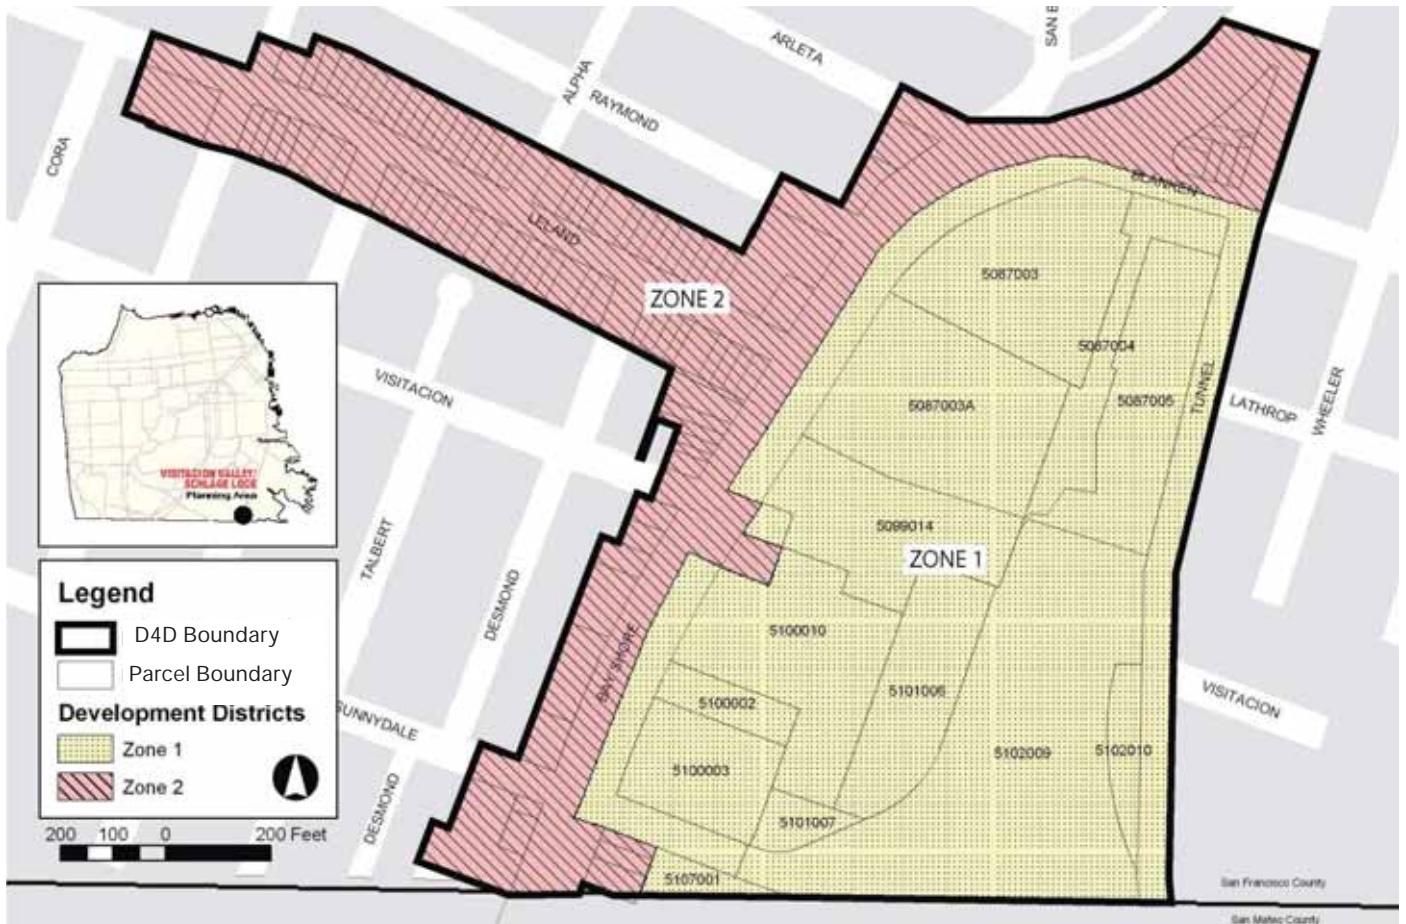 SAN B
ARLETA
ALPHA
RAYMOND
CORA
BLANKEN
LELAND
5087003
ZONE 2
5087004
VISITACION
5087003A
5087005
TUNNEL
LATHROP
WHEELER
VISITACION VALLEY/
SCHLAGE LOCK
Planning Area
5099014
ZONE 1
TALBERT
DESMOND
Legend
D4D Boundary
Parcel Boundary
Development Districts
Zone 1
Zone 2
5100010
BAY SHORE
5100002
5101006
VISITACION
SUNNYDALE
5102009
5102010
5100003
DESMOND
5101007
200 100 0 200 Feet
5107001
San Francisco County
San Mateo County